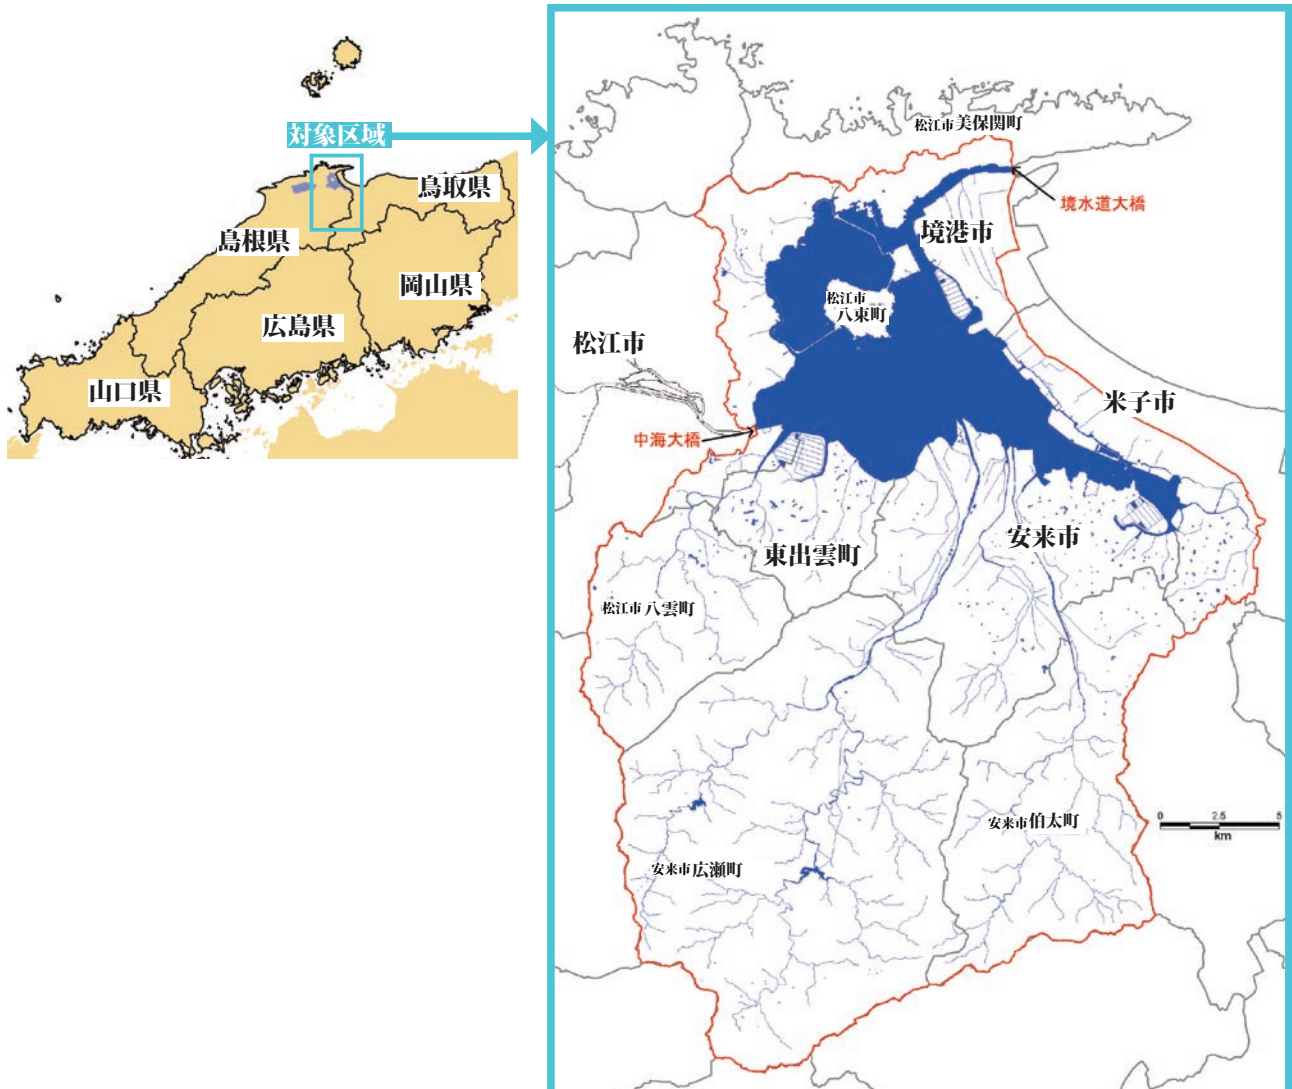 対象区域
鳥取県
島根県
岡山県
広島県
山口県
松江市美保関町
境水道大橋
境港市
松江市
八束町
松江市
米子市
中海大橋
安来市
東出雲町
松江市八雲町
安来市伯太町
安来市広瀬町
0 2.5 5
km